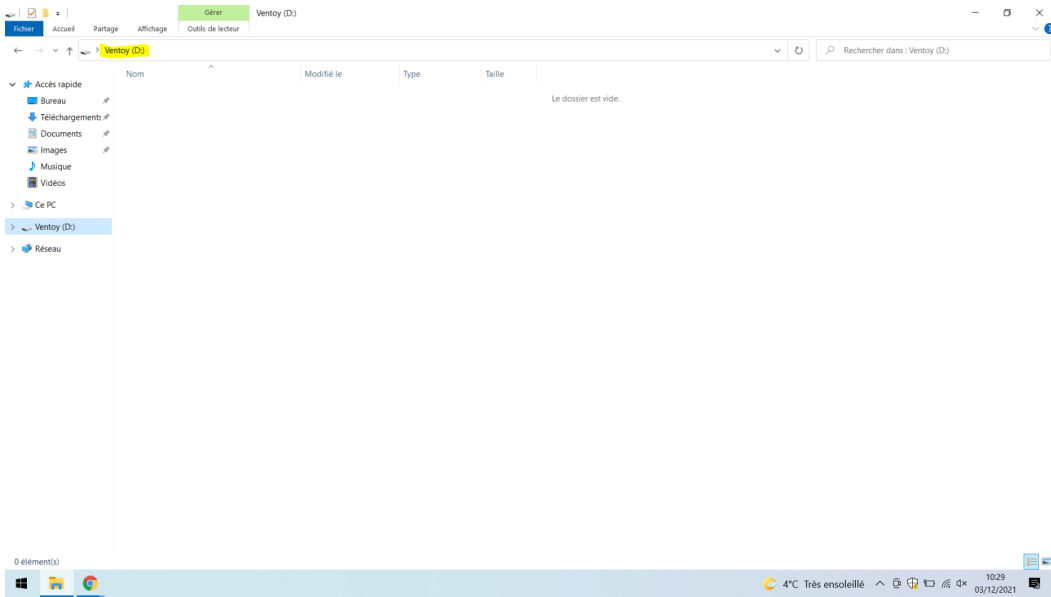 Gérer
Ventoy (D:)
Fichier Accueil Partage Affichage Outils de lecteur
Ventoy (D:)
Rechercher dans : Ventoy (D:)
Nom Modifié le Type Taille
Le dossier est vide.
Accès rapide
Bureau
Téléchargements
Documents
Images
Musique
Vidéos
Ce PC
Ventoy (D:)
Réseau
0 élément(s)
4°C Très ensoleillé
10:29
03/12/2021